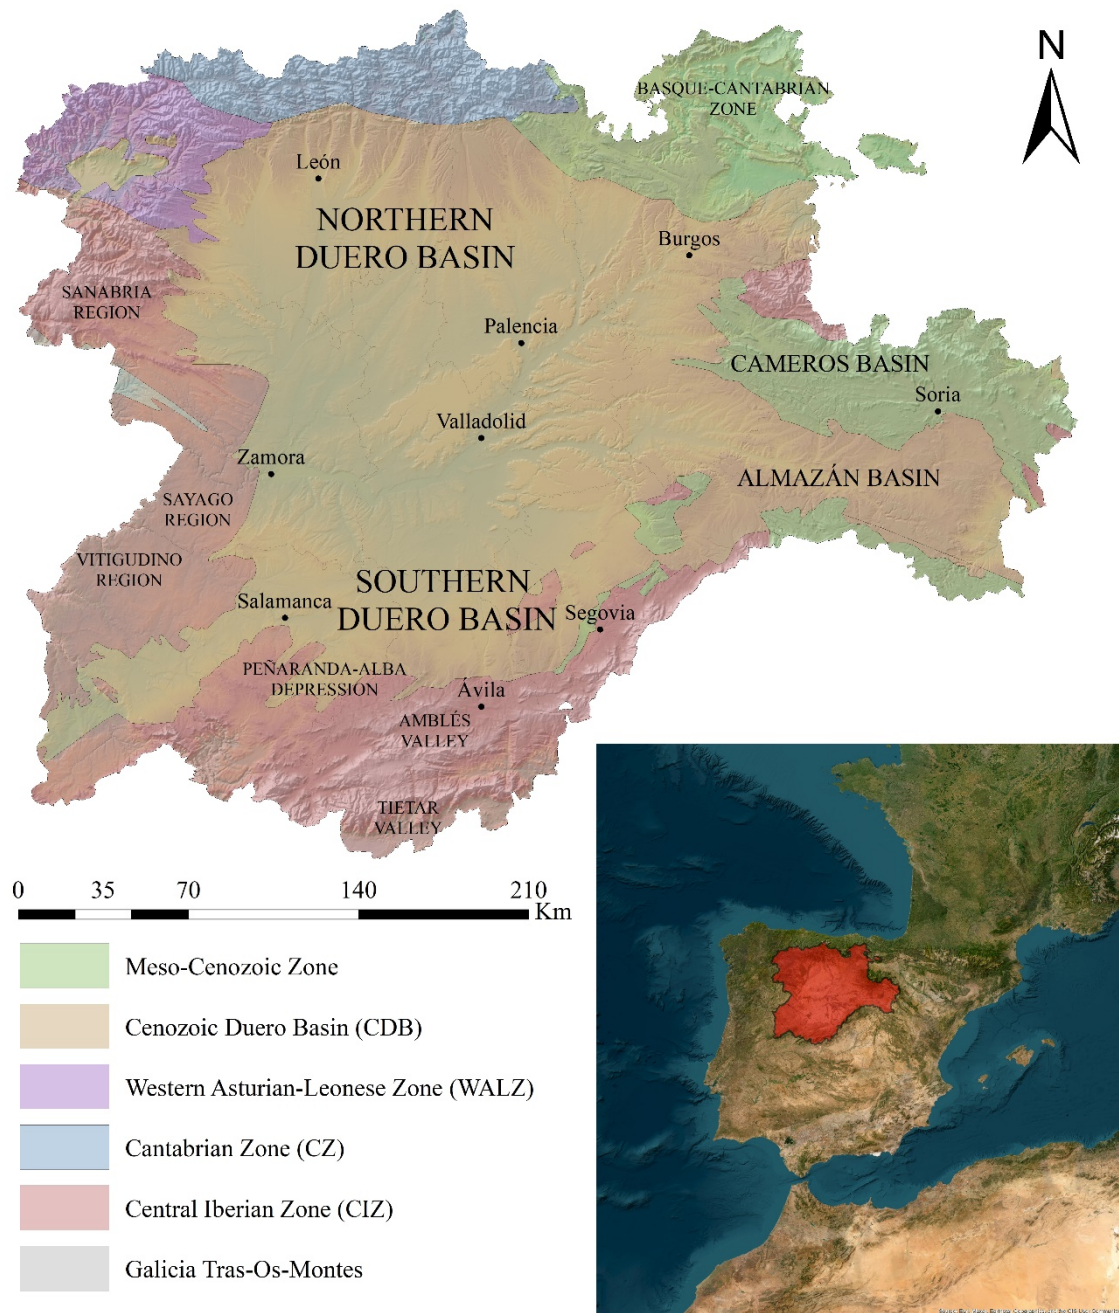 N
BASQUE-CANTABRIAN
ZONE
León
NORTHERN
DUERO BASIN
Burgos
SANABRIA
REGION
Palencia
CAMEROS BASIN
Soria
Valladolid
Zamora
ALMAZÁN BASIN
SAYAGO
REGION
VITIGUDINO
REGION
SOUTHERN
DUERO BASIN
Salamanca
Segovia
PEÑARANDA-ALBA
DEPRESSION
Ávila
AMBLÉS
VALLEY
TIETAR
VALLEY
0 35 70 140 210
Km
Meso-Cenozoic Zone
Cenozoic Duero Basin (CDB)
Western Asturian-Leonese Zone (WALZ)
Cantabrian Zone (CZ)
Central Iberian Zone (CIZ)
Galicia Tras-Os-Montes